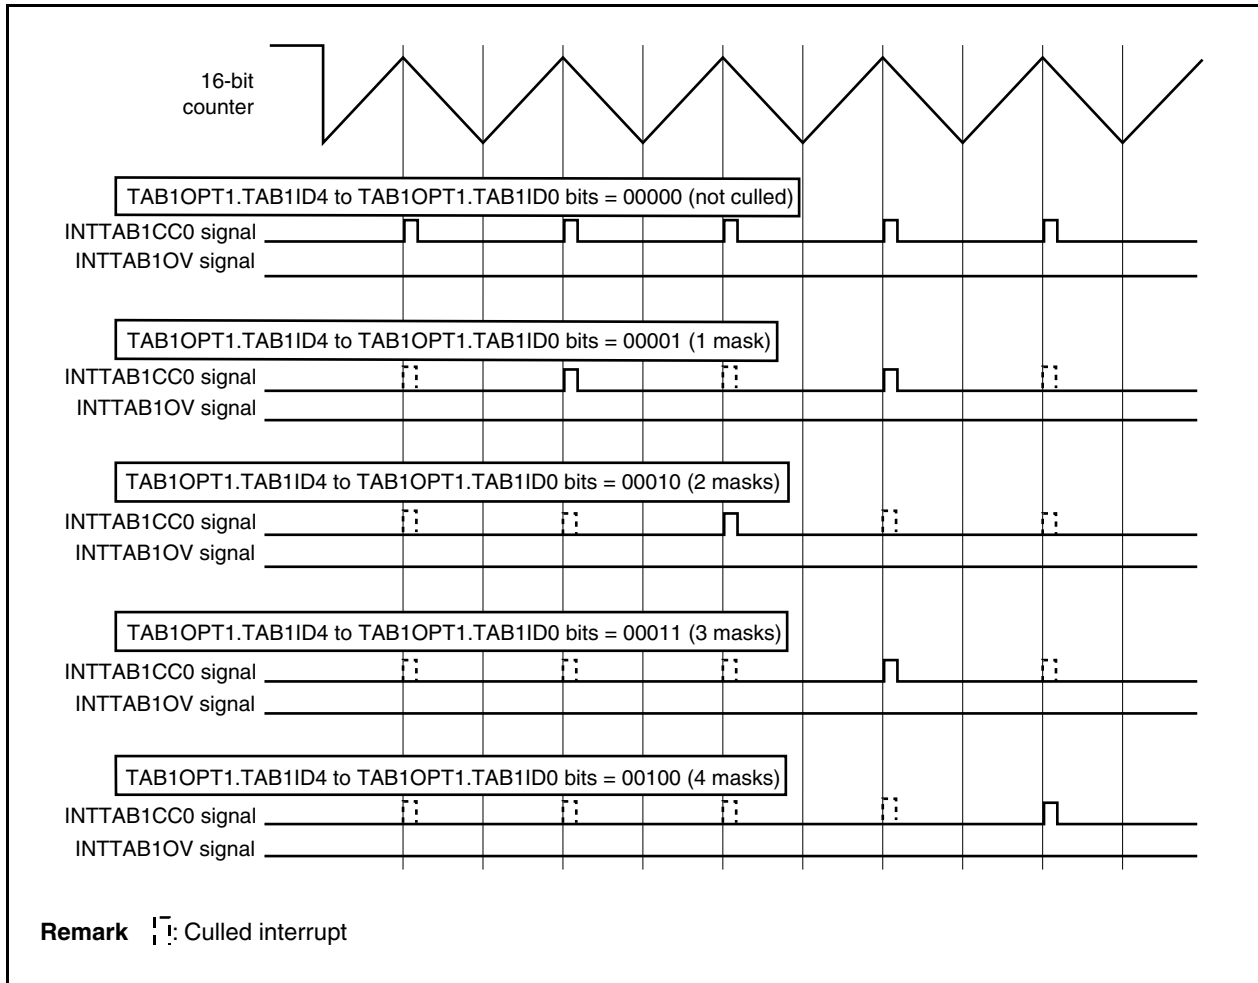 16-bit
counter
TAB1OPT1.TAB1ID4 to TAB1OPT1.TAB1ID0 bits = 00000 (not culled)
INTTAB1CC0 signal
INTTAB1OV signal
TAB1OPT1.TAB1ID4 to TAB1OPT1.TAB1ID0 bits = 00001 (1 mask)
INTTAB1CC0 signal
INTTAB1OV signal
TAB1OPT1.TAB1ID4 to TAB1OPT1.TAB1ID0 bits = 00010 (2 masks)
INTTAB1CC0 signal
INTTAB1OV signal
TAB1OPT1.TAB1ID4 to TAB1OPT1.TAB1ID0 bits = 00011 (3 masks)
INTTAB1CC0 signal
INTTAB1OV signal
TAB1OPT1.TAB1ID4 to TAB1OPT1.TAB1ID0 bits = 00100 (4 masks)
INTTAB1CC0 signal
INTTAB1OV signal
Remark : Culled interrupt